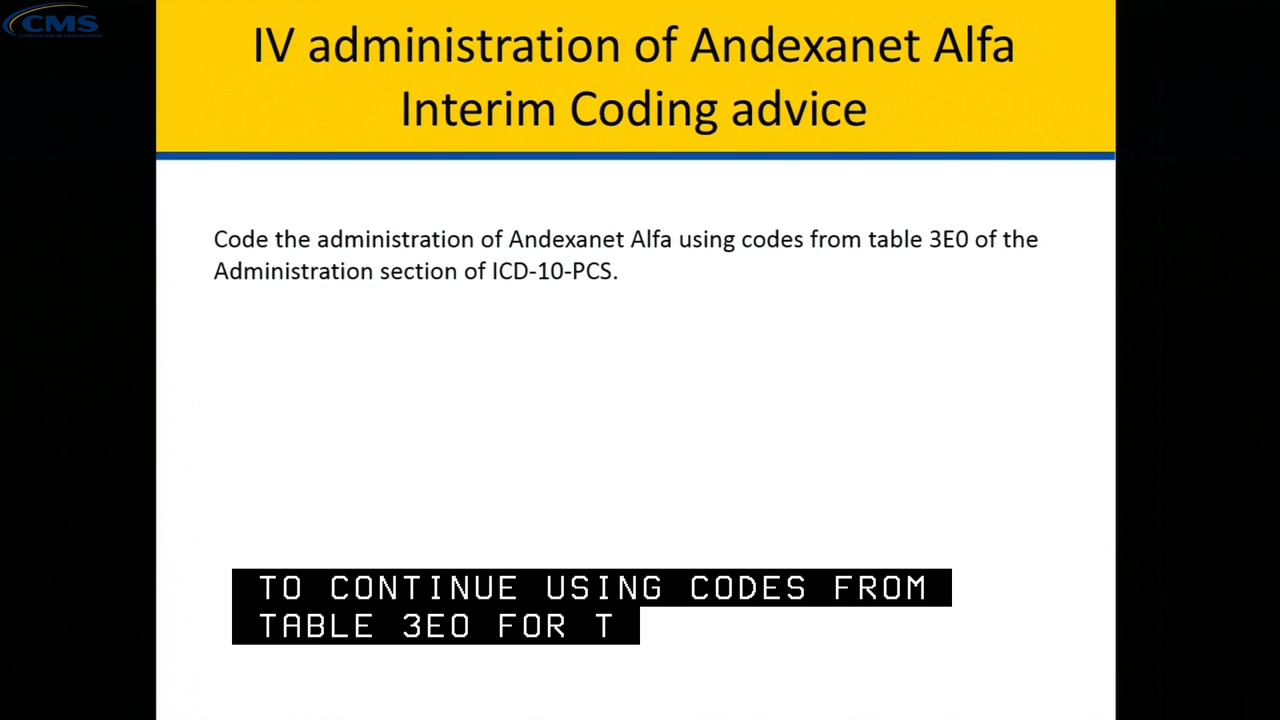 CMS
IV administration of Andexanet Alfa
Interim Coding advice
Code the administration of Andexanet Alfa using codes from table 3E0 of the
Administration section of ICD-10-PCS.
TO CONTINUE USING CODES FROM
TABLE 3E0 FOR T